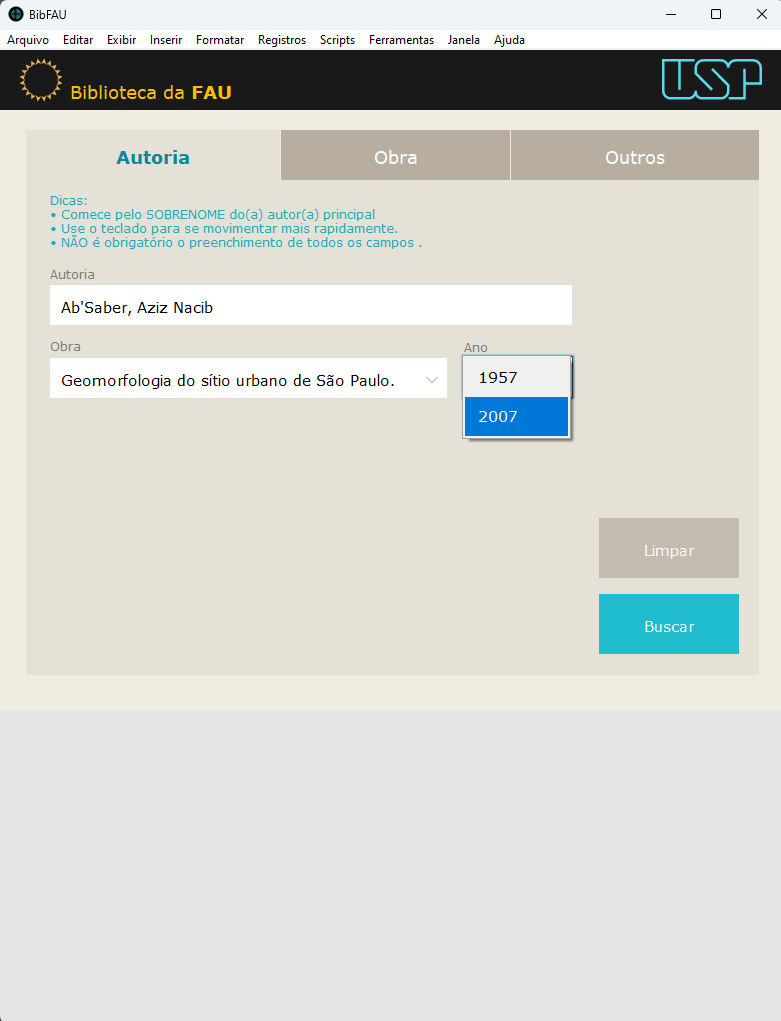 BibFAU
Arquivo Editar Exibir Inserir Formatar Registros Scripts Ferramentas Janela Ajuda
Biblioteca da FAU
USP
Autoria Obra Outros
Dicas:
• Comece pelo SOBRENOME do(a) autor(a) principal
• Use o teclado para se movimentar mais rapidamente.
• NÃO é obrigatório o preenchimento de todos os campos .
Autoria
Ab'Saber, Aziz Nacib
Obra Ano
Geomorfologia do sítio urbano de São Paulo. 1957
2007
Limpar
Buscar